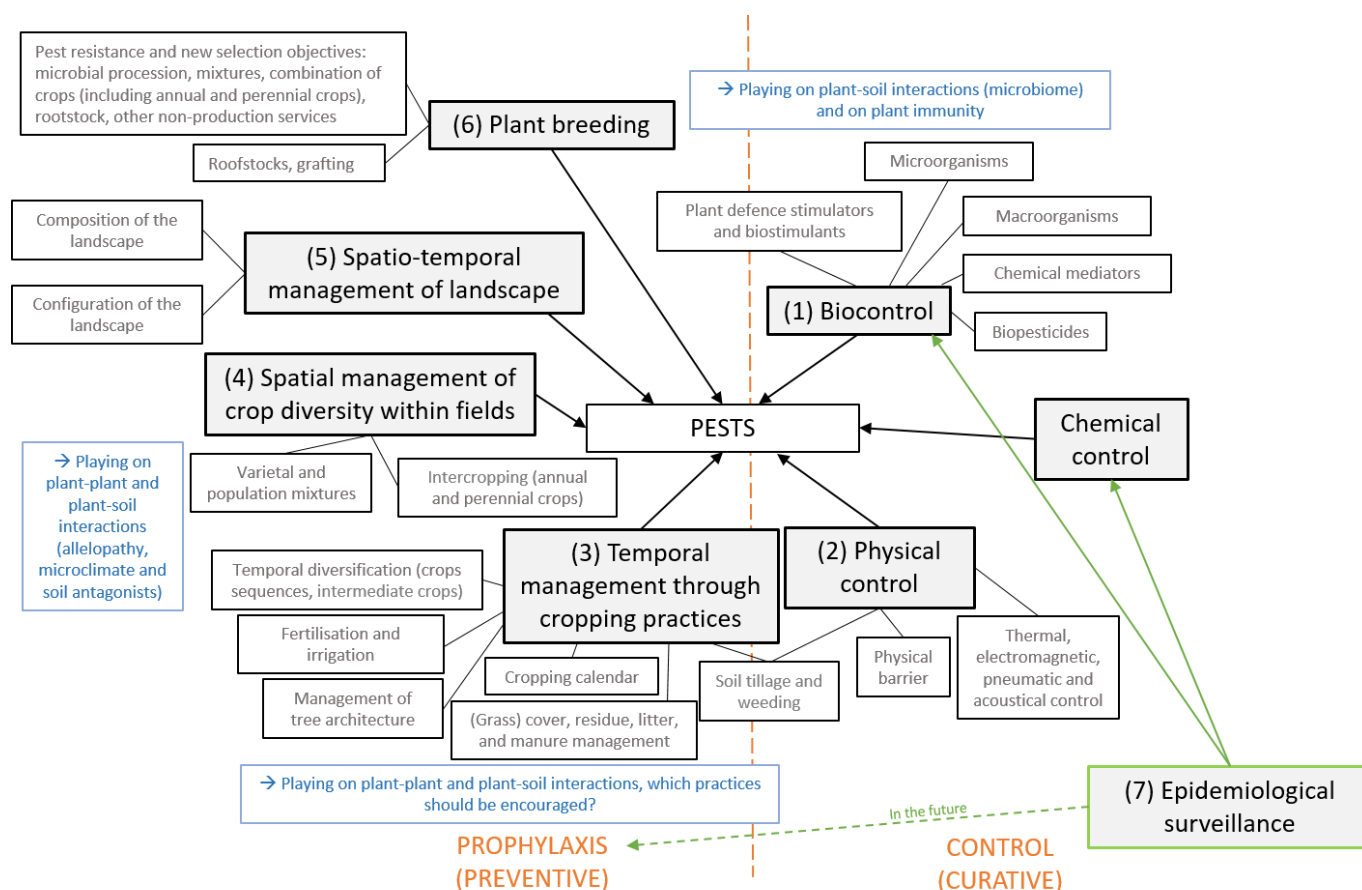 Pest resistance and new selection objectives:
microbial procession, mixtures, combination of
crops (including annual and perennial crops),
rootstock, other non-production services
(6) Plant breeding
Roofstocks, grafting
→ Playing on plant-soil interactions (microbiome)
and on plant immunity
Microorganisms
Plant defence stimulators
and biostimulants
Macroorganisms
Chemical mediators
(1) Biocontrol
Biopesticides
Composition of the
landscape
(5) Spatio-temporal
management of landscape
Configuration of the
landscape
(4) Spatial management of
crop diversity within fields
PESTS
Chemical
control
→ Playing on
plant-plant and
plant-soil
interactions
(allelopathy,
microclimate and
soil antagonists)
Varietal and
population mixtures
Intercropping (annual
and perennial crops)
(3) Temporal
management through
cropping practices
(2) Physical
control
Temporal diversification (crops
sequences, intermediate crops)
Fertilisation and
irrigation
Management of
tree architecture
Cropping calendar
(Grass) cover, residue, litter,
and manure management
Soil tillage and
weeding
Physical
barrier
Thermal,
electromagnetic,
pneumatic and
acoustical control
→ Playing on plant-plant and plant-soil interactions, which practices
should be encouraged?
(7) Epidemiological
surveillance
In the future
PROPHYLAXIS
(PREVENTIVE)
CONTROL
(CURATIVE)